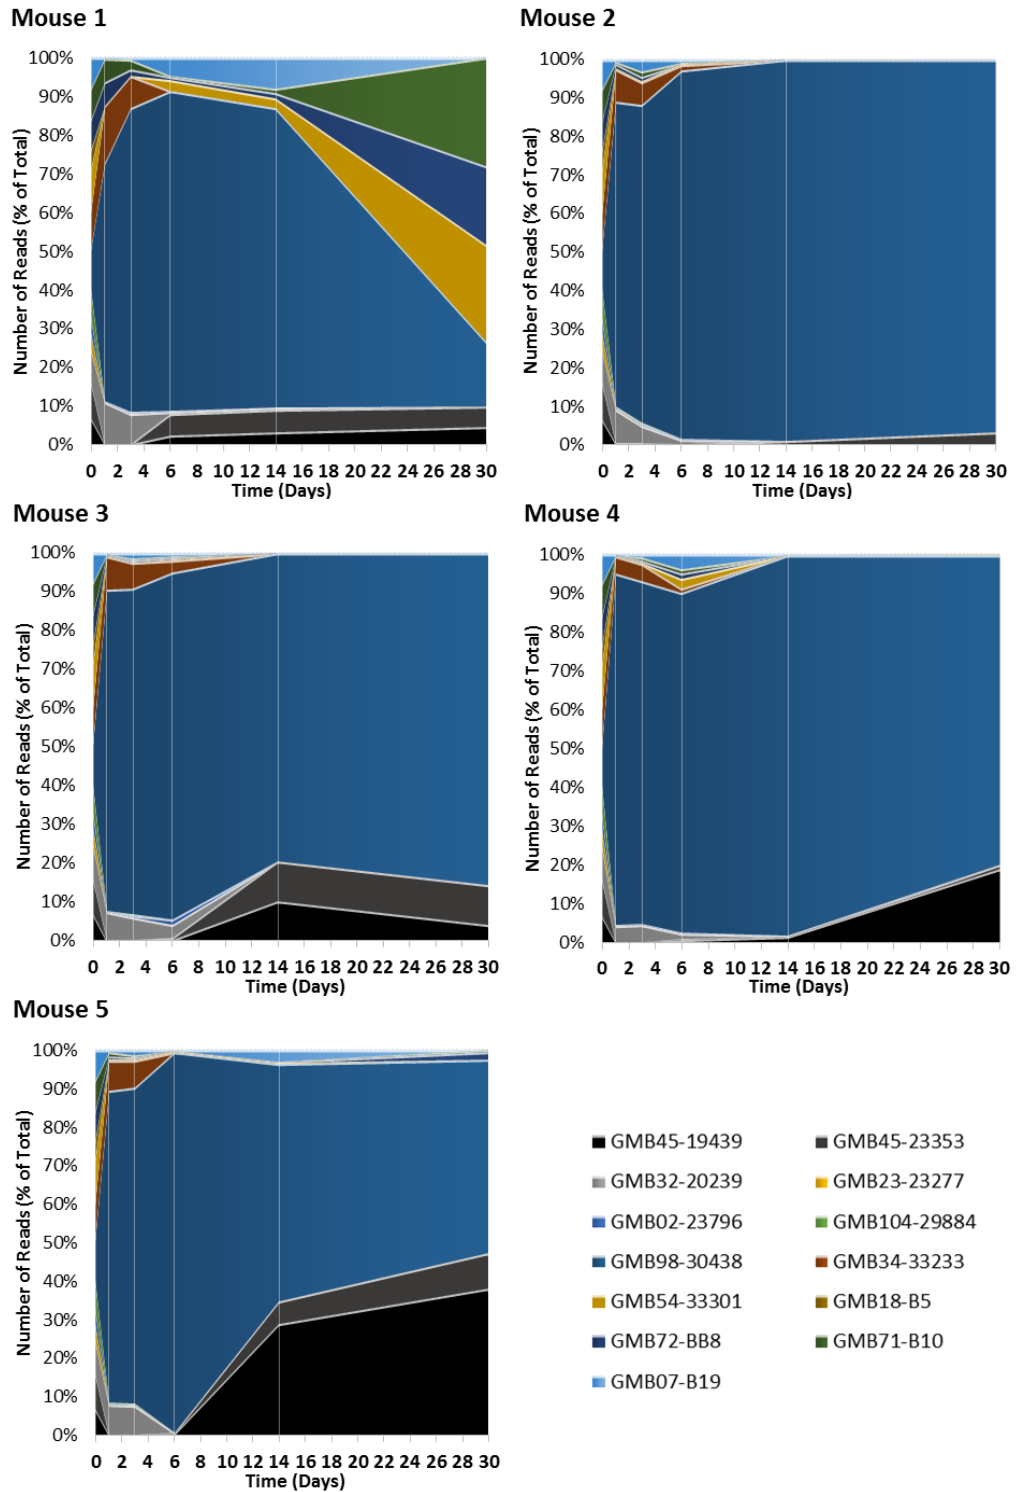 Mouse 1
Number of Reads (% of Total)
100%
90%
80%
70%
60%
50%
40%
30%
20%
10%
0%
0 2 4 6 8 10 12 14 16 18 20 22 24 26 28 30
Time (Days)
Mouse 2
Number of Reads (% of Total)
100%
90%
80%
70%
60%
50%
40%
30%
20%
10%
0%
0 2 4 6 8 10 12 14 16 18 20 22 24 26 28 30
Time (Days)
Mouse 3
Number of Reads (% of Total)
100%
90%
80%
70%
60%
50%
40%
30%
20%
10%
0%
0 2 4 6 8 10 12 14 16 18 20 22 24 26 28 30
Time (Days)
Mouse 4
Number of Reads (% of Total)
100%
90%
80%
70%
60%
50%
40%
30%
20%
10%
0%
0 2 4 6 8 10 12 14 16 18 20 22 24 26 28 30
Time (Days)
Mouse 5
Number of Reads (% of Total)
100%
90%
80%
70%
60%
50%
40%
30%
20%
10%
0%
0 2 4 6 8 10 12 14 16 18 20 22 24 26 28 30
Time (Days)
GMB45-19439 GMB45-23353
GMB32-20239 GMB23-23277
GMB02-23796 GMB104-29884
GMB98-30438 GMB34-33233
GMB54-33301 GMB18-B5
GMB72-BB8 GMB71-B10
GMB07-B19